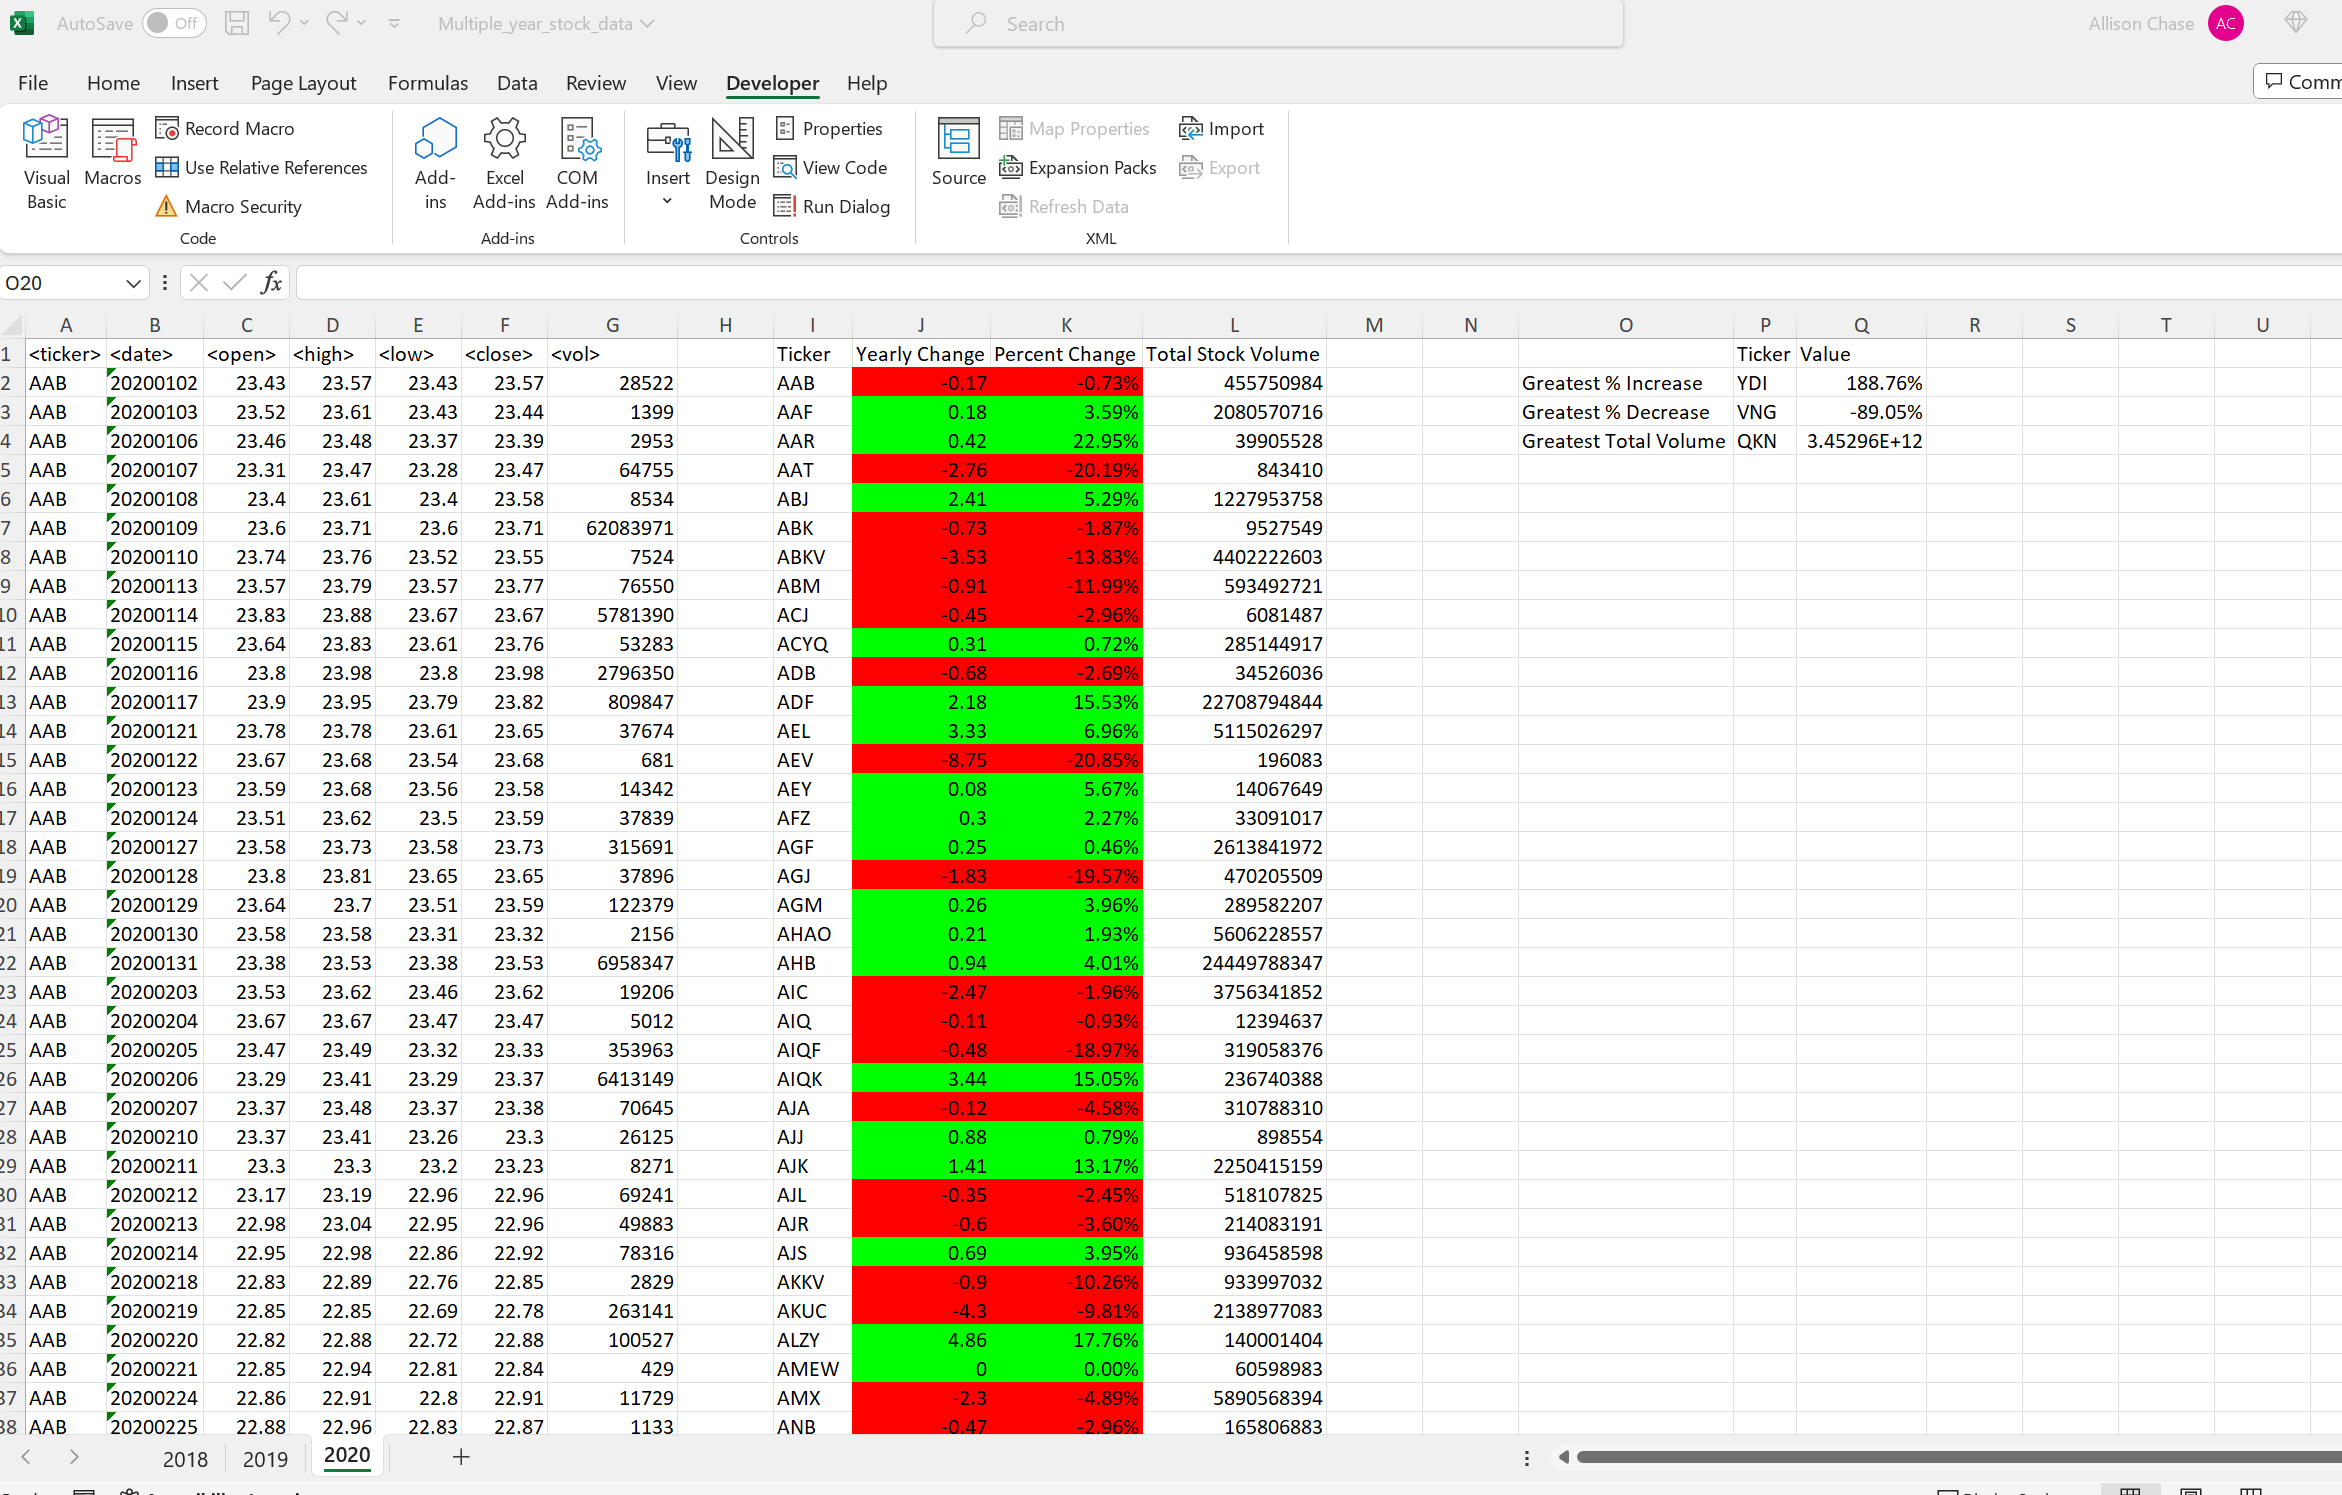 AutoSave Off Multiple_year_stock_data Search Allison Chase AC
File Home Insert Page Layout Formulas Data Review View Developer Help
Visual Basic Macros Record Macro Use Relative References Macro Security Code
Add-ins Excel Add-ins COM Add-ins Add-ins
Insert Design Mode Properties View Code Run Dialog Controls
Source Map Properties Expansion Packs Refresh Data Import Export XML
O20 fx
A B C D E F G H I J K L M N O P Q R S T U
1 <ticker> <date> <open> <high> <low> <close> <vol> Ticker Yearly Change Percent Change Total Stock Volume Ticker Value
2 AAB 20200102 23.43 23.57 23.43 23.57 28522 AAB -0.17 -0.73% 455750984 Greatest % Increase YDI 188.76%
3 AAB 20200103 23.52 23.61 23.43 23.44 1399 AAF 0.18 3.59% 2080570716 Greatest % Decrease VNG -89.05%
4 AAB 20200106 23.46 23.48 23.37 23.39 2953 AAR 0.42 22.95% 39905528 Greatest Total Volume QKN 3.45296E+12
5 AAB 20200107 23.31 23.47 23.28 23.47 64755 AAT -2.76 -20.19% 843410
6 AAB 20200108 23.4 23.61 23.4 23.58 8534 ABJ 2.41 5.29% 1227953758
7 AAB 20200109 23.6 23.71 23.6 23.71 62083971 ABK -0.73 -1.87% 9527549
8 AAB 20200110 23.74 23.76 23.52 23.55 7524 ABKV -3.53 -13.83% 4402222603
9 AAB 20200113 23.57 23.79 23.57 23.77 76550 ABM -0.91 -11.99% 593492721
10 AAB 20200114 23.83 23.88 23.67 23.67 5781390 ACJ -0.45 -2.96% 6081487
11 AAB 20200115 23.64 23.83 23.61 23.76 53283 ACYQ 0.31 0.72% 285144917
12 AAB 20200116 23.8 23.98 23.8 23.98 2796350 ADB -0.68 -2.69% 34526036
13 AAB 20200117 23.9 23.95 23.79 23.82 809847 ADF 2.18 15.53% 22708794844
14 AAB 20200121 23.78 23.78 23.61 23.65 37674 AEL 3.33 6.96% 5115026297
15 AAB 20200122 23.67 23.68 23.54 23.68 681 AEV -8.75 -20.85% 196083
16 AAB 20200123 23.59 23.68 23.56 23.58 14342 AEY 0.08 5.67% 14067649
17 AAB 20200124 23.51 23.62 23.5 23.59 37839 AFZ 0.3 2.27% 33091017
18 AAB 20200127 23.58 23.73 23.58 23.73 315691 AGF 0.25 0.46% 2613841972
19 AAB 20200128 23.8 23.81 23.65 23.65 37896 AGJ -1.83 -19.57% 470205509
20 AAB 20200129 23.64 23.7 23.51 23.59 122379 AGM 0.26 3.96% 289582207
21 AAB 20200130 23.58 23.58 23.31 23.32 2156 AHAO 0.21 1.93% 5606228557
22 AAB 20200131 23.38 23.53 23.38 23.53 6958347 AHB 0.94 4.01% 24449788347
23 AAB 20200203 23.53 23.62 23.46 23.62 19206 AIC -2.47 -1.96% 3756341852
24 AAB 20200204 23.67 23.67 23.47 23.47 5012 AIQ -0.11 -0.93% 12394637
25 AAB 20200205 23.47 23.49 23.32 23.33 353963 AIQF -0.48 -18.97% 319058376
26 AAB 20200206 23.29 23.41 23.29 23.37 6413149 AIQK 3.44 15.05% 236740388
27 AAB 20200207 23.37 23.48 23.37 23.38 70645 AJA -0.12 -4.58% 310788310
28 AAB 20200210 23.37 23.41 23.26 23.3 26125 AJJ 0.88 0.79% 898554
29 AAB 20200211 23.3 23.3 23.2 23.23 8271 AJK 1.41 13.17% 2250415159
30 AAB 20200212 23.17 23.19 22.96 22.96 69241 AJL -0.35 -2.45% 518107825
31 AAB 20200213 22.98 23.04 22.95 22.96 49883 AJR -0.6 -3.60% 214083191
32 AAB 20200214 22.95 22.98 22.86 22.92 78316 AJS 0.69 3.95% 936458598
33 AAB 20200218 22.83 22.89 22.76 22.85 2829 AKKV -0.9 -10.26% 933997032
34 AAB 20200219 22.85 22.85 22.69 22.78 263141 AKUC -4.3 -9.81% 2138977083
35 AAB 20200220 22.82 22.88 22.72 22.88 100527 ALZY 4.86 17.76% 140001404
36 AAB 20200221 22.85 22.94 22.81 22.84 429 AMEW 0 0.00% 60598983
37 AAB 20200224 22.86 22.91 22.8 22.91 11729 AMX -2.3 -4.89% 5890568394
38 AAB 20200225 22.88 22.96 22.83 22.87 1133 ANB -0.47 -2.96% 165806883
2018 2019 2020